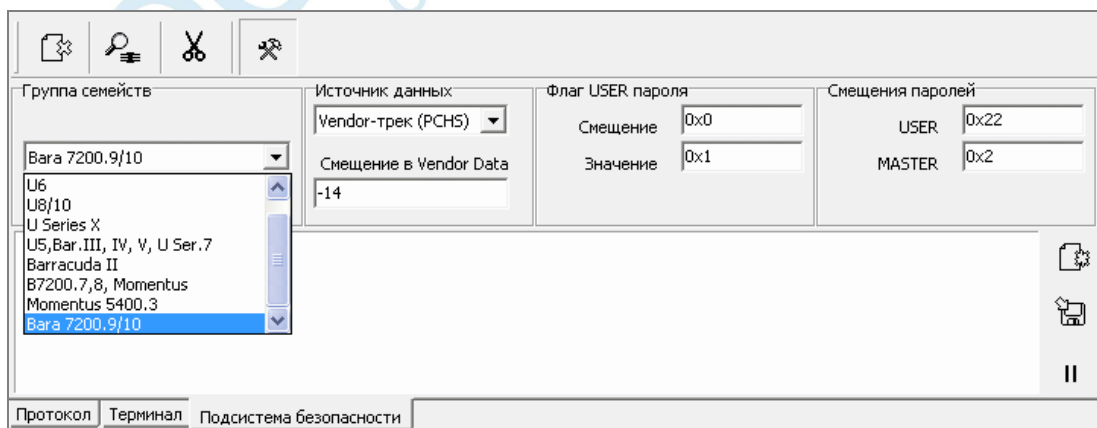 Группа семейств
Bara 7200.9/10
U6
U8/10
U Series X
U5,Bar.III, IV, V, U Ser.7
Barracuda II
B7200.7,8, Momentus
Momentus 5400.3
Bara 7200.9/10
Источник данных
Vendor-трек (PCHS)
Смещение в Vendor Data
-14
Флаг USER пароля
Смещение 0x0
Значение 0x1
Смещения паролей
USER 0x22
MASTER 0x2
Протокол Терминал Подсистема безопасности